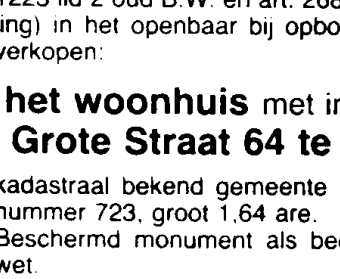 1223 lid 2 oud B.W. en art. 268
ing) in het openbaar bij opbo
verkopen:
het woonhuis met in
Grote Straat 64 te
kadastraal bekend gemeente
nummer 723, groot 1,64 are.
Beschermd monument als bed
wet.